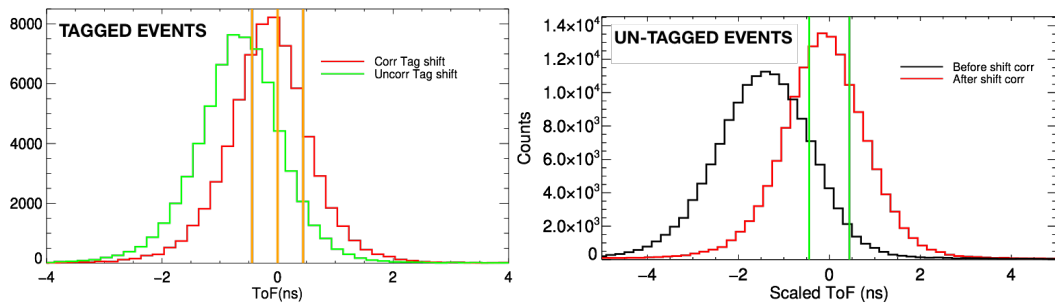 TAGGED EVENTS
Corr Tag shift
Uncorr Tag shift
8000
6000
4000
2000
0
-4 -2 0 2 4
ToF(ns)
UN-TAGGED EVENTS
Before shift corr
After shift corr
Counts
1.4×10⁴
1.2×10⁴
1.0×10⁴
8.0×10³
6.0×10³
4.0×10³
2.0×10³
0
-4 -2 0 2 4
Scaled ToF (ns)